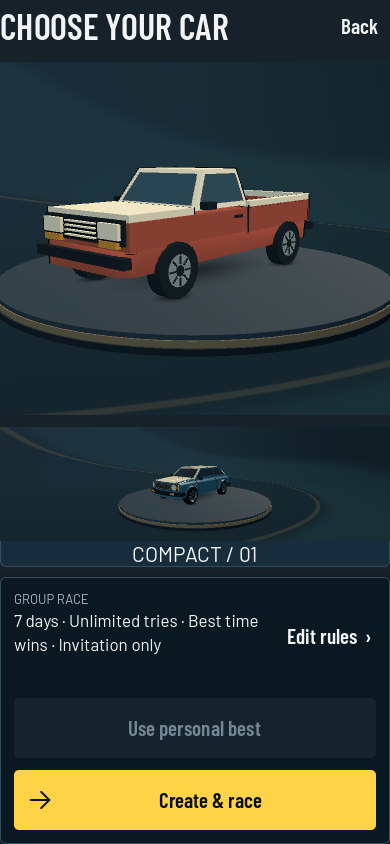 CHOOSE YOUR CAR
Back
COMPACT / 01
GROUP RACE
7 days · Unlimited tries · Best time
wins · Invitation only
Edit rules ›
Use personal best
→ Create & race